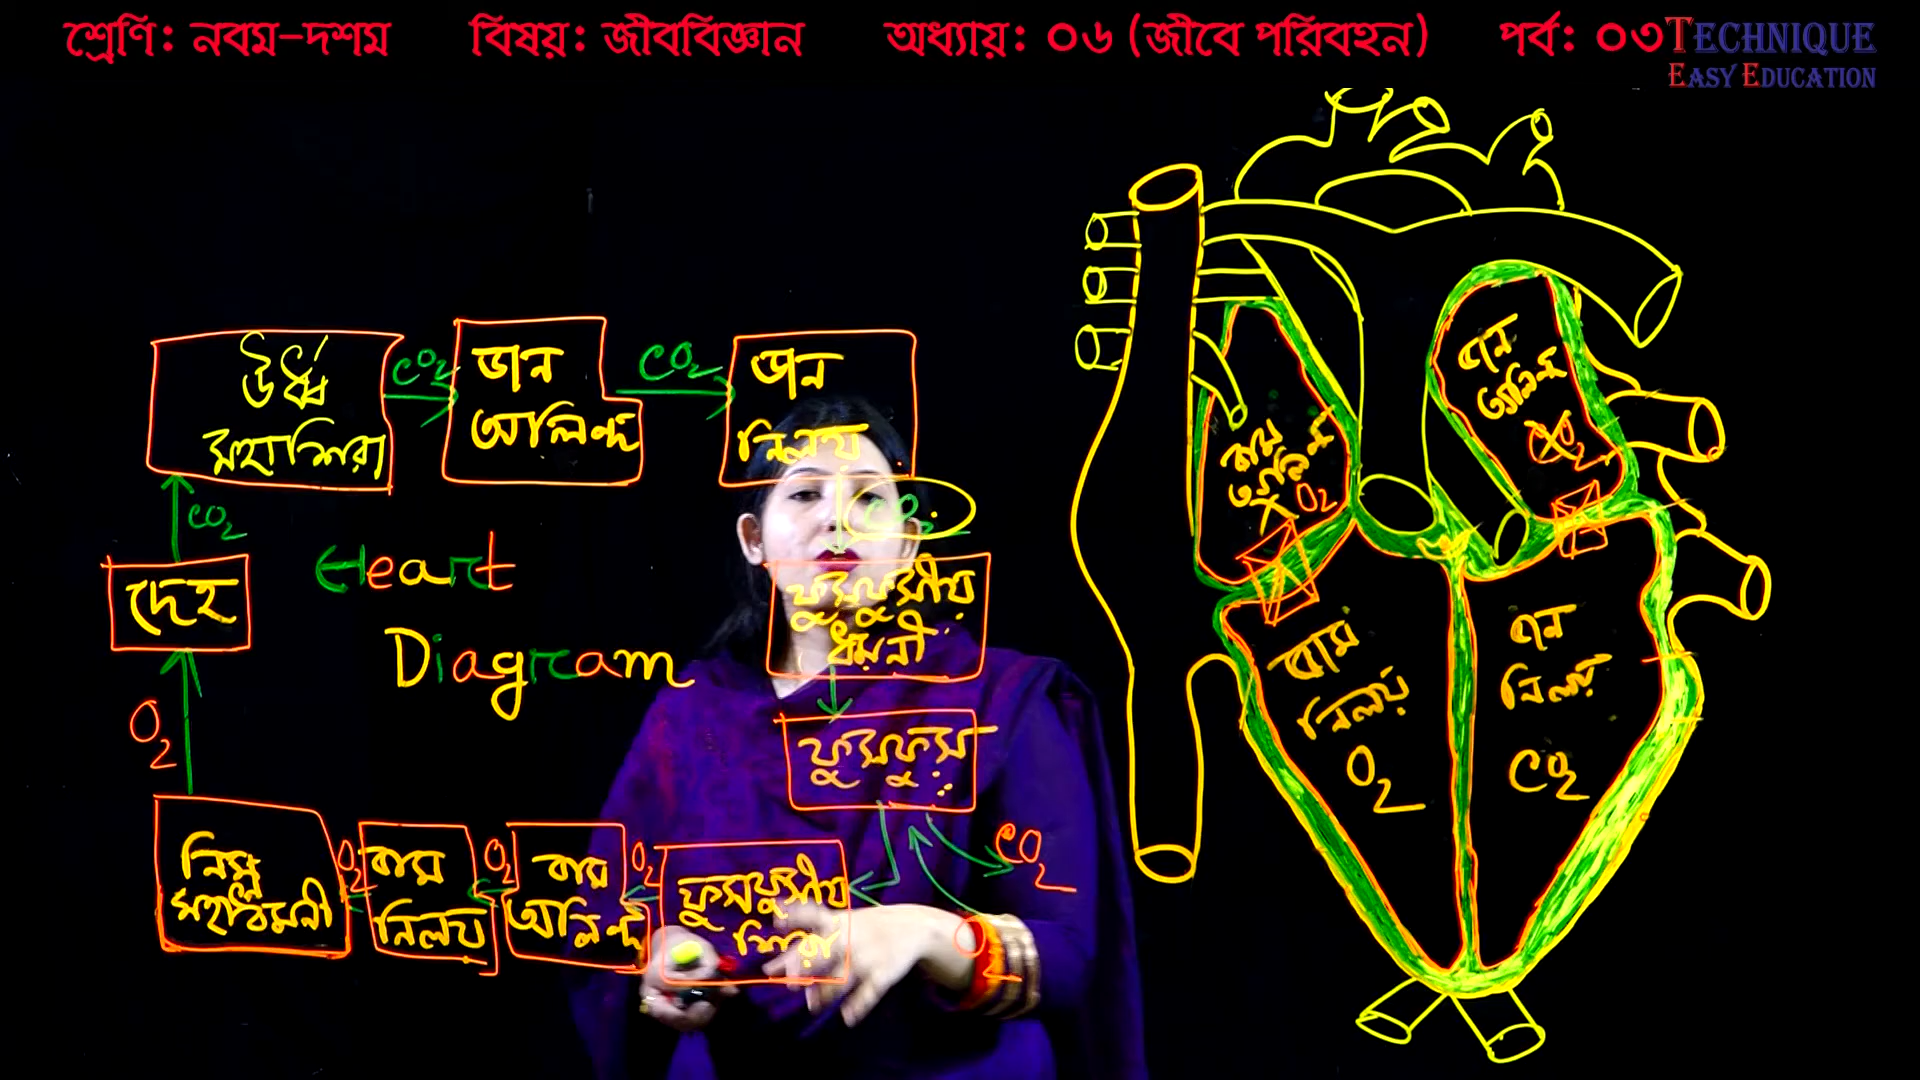 শ্রেণি: নবম-দশম বিষয়: জীববিজ্ঞান অধ্যায়: ০৬ (জীবে পরিবহন) পর্ব: ০৩
TECHNIQUE
EASY EDUCATION
উর্ধ্ব
মহাশিরা
CO2
ডান
অলিন্দ
CO2
ডান
নিলয়
CO2
CO2
Heart
Diagram
দেহ
ফুসফুসীয়
ধমনী
ফুসফুস
O2
CO2
নিম্ন
মহাধমনী
O2
বাম
নিলয়
O2
বাম
অলিন্দ
O2
ফুসফুসীয়
শিরা
O2
বাম
অলিন্দ
O2
ডান
অলিন্দ
বাম
নিলয়
O2
ডান
নিলয়
CO2